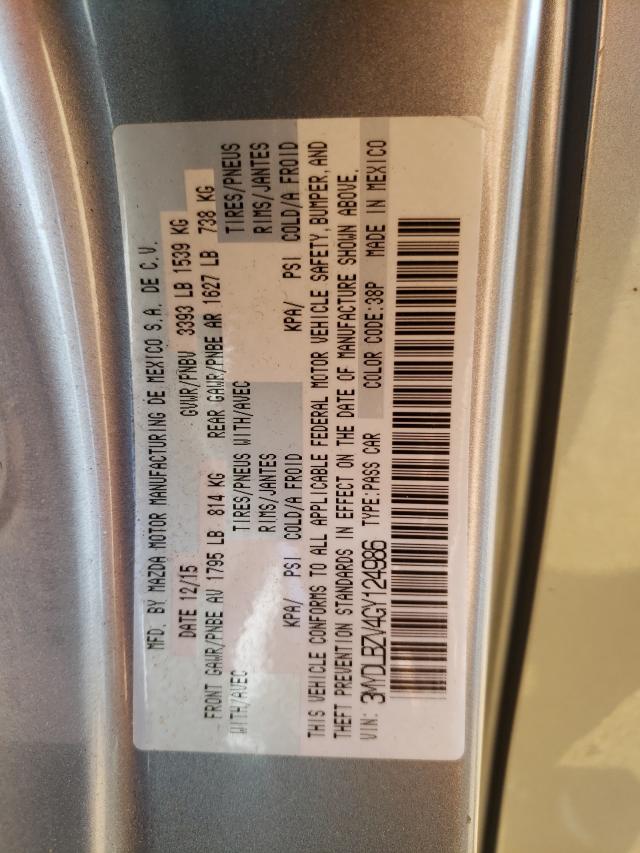 MFD. BY MAZDA MOTOR MANUFACTURING DE MEXICO S.A. DE C.V.
DATE 12/15 GVWR/PNBV 3393 LB 1539 KG
FRONT GAWR/PNBE AV 1795 LB 814 KG REAR GAWR/PNBE AR 1627 LB 738 KG
WITH/AVEC TIRES/PNEUS WITH/AVEC TIRES/PNEUS
RIMS/JANTES RIMS/JANTES
KPA/ PSI COLD/A FROID KPA/ PSI COLD/A FROID
THIS VEHICLE CONFORMS TO ALL APPLICABLE FEDERAL MOTOR VEHICLE SAFETY, BUMPER, AND
THEFT PREVENTION STANDARDS IN EFFECT ON THE DATE OF MANUFACTURE SHOWN ABOVE.
VIN: 3MYDLBZV4GY124986 TYPE:PASS CAR COLOR CODE:38P MADE IN MEXICO